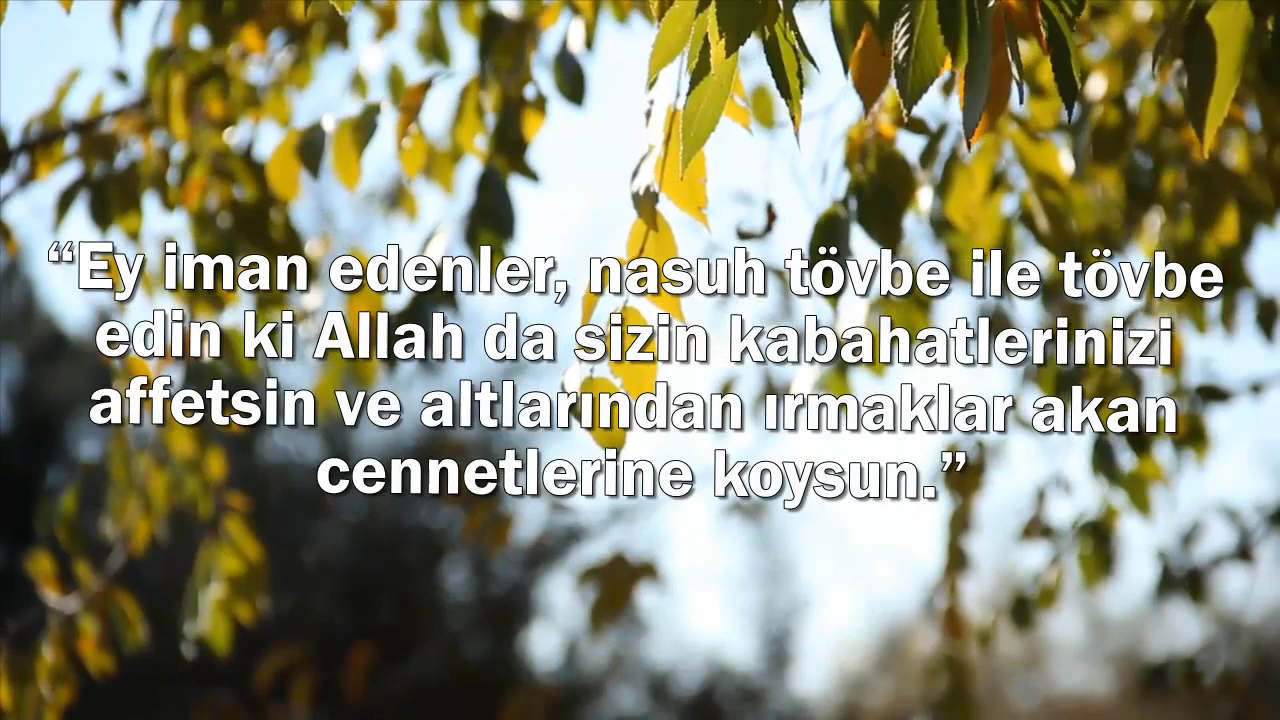 “Ey iman edenler, nasuh tövbe ile tövbe
edin ki Allah da sizin kabahatlerinizi
affetsin ve altlarından ırmaklar akan
cennetlerine koysun.”